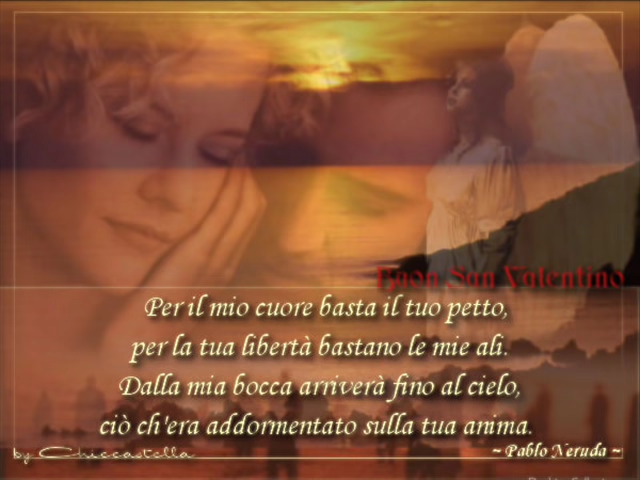 Buon San Valentino
Per il mio cuore basta il tuo petto,
per la tua libertà bastano le mie ali.
Dalla mia bocca arriverà fino al cielo,
ciò ch'era addormentato sulla tua anima.
~ Pablo Neruda ~
by Chiccastella